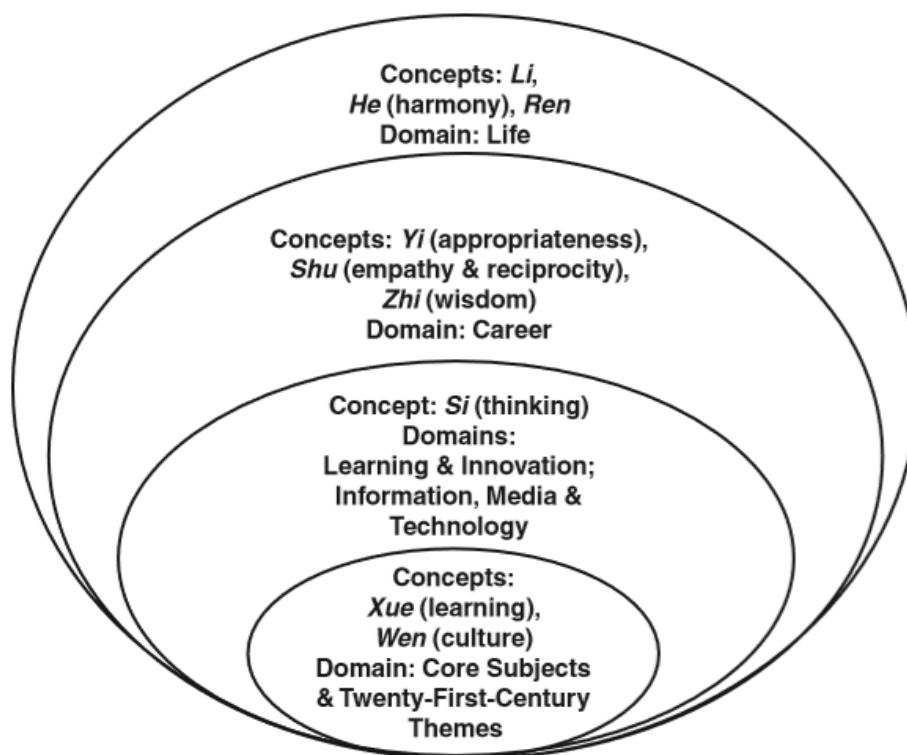 Concepts: Li,
He (harmony), Ren
Domain: Life
Concepts: Yi (appropriateness),
Shu (empathy & reciprocity),
Zhi (wisdom)
Domain: Career
Concept: Si (thinking)
Domains:
Learning & Innovation;
Information, Media &
Technology
Concepts:
Xue (learning),
Wen (culture)
Domain: Core Subjects
& Twenty-First-Century
Themes